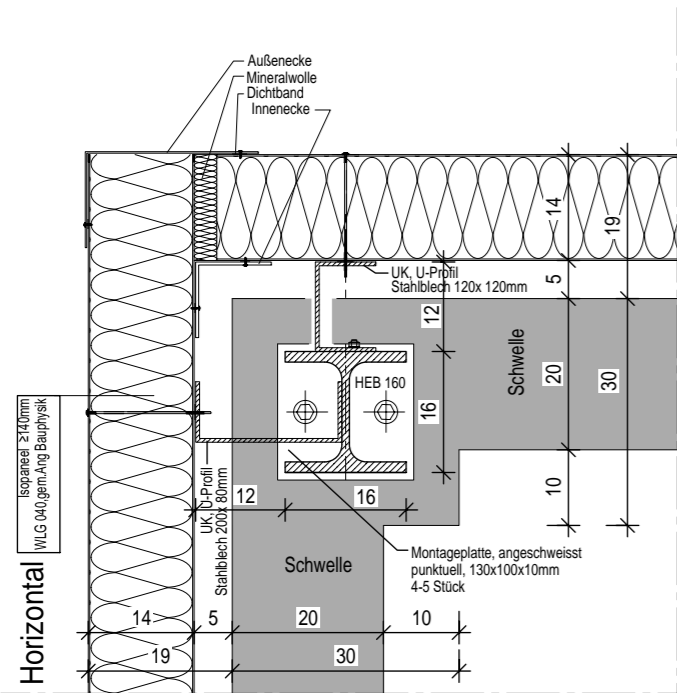 Außenecke
Mineralwolle
Dichtband
Innenecke
14
19
UK, U-Profil
Stahlblech 120x 120mm
5
12
Schwelle
HEB 160
20
30
16
Isopaneel ≥140mm
WLG 040,gem.Ang Bauphysik
UK, U-Profil
Stahlblech 200x 80mm
12
16
10
Montageplatte, angeschweisst
punktuell, 130x100x10mm
4-5 Stück
Schwelle
Horizontal
14
5
20
10
19
30